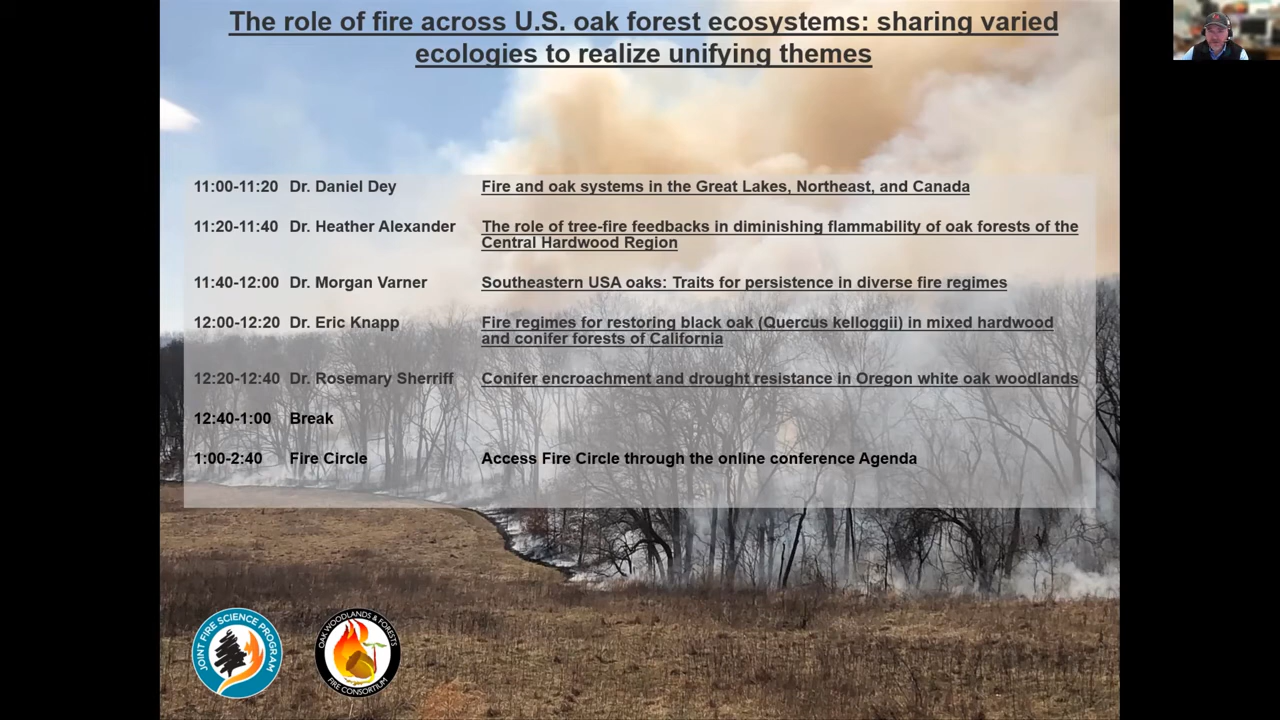 The role of fire across U.S. oak forest ecosystems: sharing varied
ecologies to realize unifying themes
11:00-11:20 Dr. Daniel Dey Fire and oak systems in the Great Lakes, Northeast, and Canada
11:20-11:40 Dr. Heather Alexander The role of tree-fire feedbacks in diminishing flammability of oak forests of the
Central Hardwood Region
11:40-12:00 Dr. Morgan Varner Southeastern USA oaks: Traits for persistence in diverse fire regimes
12:00-12:20 Dr. Eric Knapp Fire regimes for restoring black oak (Quercus kelloggii) in mixed hardwood
and conifer forests of California
12:20-12:40 Dr. Rosemary Sherriff Conifer encroachment and drought resistance in Oregon white oak woodlands
12:40-1:00 Break
1:00-2:40 Fire Circle Access Fire Circle through the online conference Agenda
JOINT FIRE SCIENCE PROGRAM
OAK WOODLANDS & FORESTS
FIRE CONSORTIUM